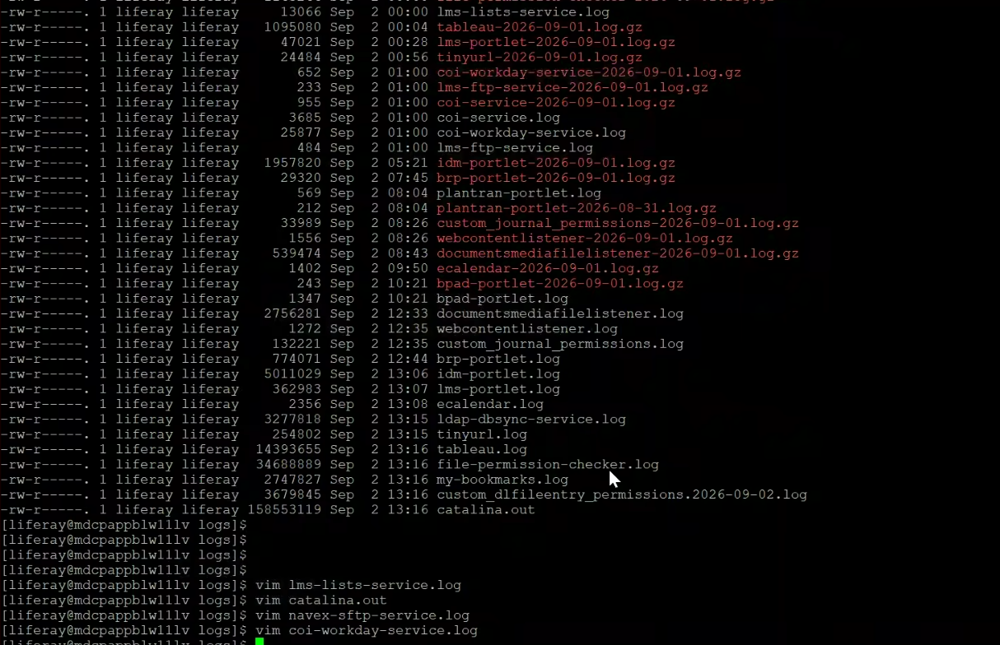 -rw-r-----. 1 liferay liferay 13066 Sep 2 00:00 lms-lists-service.log
-rw-r-----. 1 liferay liferay 1095080 Sep 2 00:04 tableau-2026-09-01.log.gz
-rw-r-----. 1 liferay liferay 47021 Sep 2 00:28 lms-portlet-2026-09-01.log.gz
-rw-r-----. 1 liferay liferay 24484 Sep 2 00:56 tinyurl-2026-09-01.log.gz
-rw-r-----. 1 liferay liferay 652 Sep 2 01:00 coi-workday-service-2026-09-01.log.gz
-rw-r-----. 1 liferay liferay 233 Sep 2 01:00 lms-ftp-service-2026-09-01.log.gz
-rw-r-----. 1 liferay liferay 955 Sep 2 01:00 coi-service-2026-09-01.log.gz
-rw-r-----. 1 liferay liferay 3685 Sep 2 01:00 coi-service.log
-rw-r-----. 1 liferay liferay 25877 Sep 2 01:00 coi-workday-service.log
-rw-r-----. 1 liferay liferay 484 Sep 2 01:00 lms-ftp-service.log
-rw-r-----. 1 liferay liferay 1957820 Sep 2 05:21 idm-portlet-2026-09-01.log.gz
-rw-r-----. 1 liferay liferay 29320 Sep 2 07:45 brp-portlet-2026-09-01.log.gz
-rw-r-----. 1 liferay liferay 569 Sep 2 08:04 plantran-portlet.log
-rw-r-----. 1 liferay liferay 212 Sep 2 08:04 plantran-portlet-2026-08-31.log.gz
-rw-r-----. 1 liferay liferay 33989 Sep 2 08:26 custom_journal_permissions-2026-09-01.log.gz
-rw-r-----. 1 liferay liferay 1556 Sep 2 08:26 webcontentlistener-2026-09-01.log.gz
-rw-r-----. 1 liferay liferay 539474 Sep 2 08:43 documentsmediafilelistener-2026-09-01.log.gz
-rw-r-----. 1 liferay liferay 1402 Sep 2 09:50 ecalendar-2026-09-01.log.gz
-rw-r-----. 1 liferay liferay 243 Sep 2 10:21 bpad-portlet-2026-09-01.log.gz
-rw-r-----. 1 liferay liferay 1347 Sep 2 10:21 bpad-portlet.log
-rw-r-----. 1 liferay liferay 2756281 Sep 2 12:33 documentsmediafilelistener.log
-rw-r-----. 1 liferay liferay 1272 Sep 2 12:35 webcontentlistener.log
-rw-r-----. 1 liferay liferay 132221 Sep 2 12:35 custom_journal_permissions.log
-rw-r-----. 1 liferay liferay 774071 Sep 2 12:44 brp-portlet.log
-rw-r-----. 1 liferay liferay 5011029 Sep 2 13:06 idm-portlet.log
-rw-r-----. 1 liferay liferay 362983 Sep 2 13:07 lms-portlet.log
-rw-r-----. 1 liferay liferay 2356 Sep 2 13:08 ecalendar.log
-rw-r-----. 1 liferay liferay 3277818 Sep 2 13:15 ldap-dbsync-service.log
-rw-r-----. 1 liferay liferay 254802 Sep 2 13:15 tinyurl.log
-rw-r-----. 1 liferay liferay 14393655 Sep 2 13:16 tableau.log
-rw-r-----. 1 liferay liferay 34688889 Sep 2 13:16 file-permission-checker.log
-rw-r-----. 1 liferay liferay 2747827 Sep 2 13:16 my-bookmarks.log
-rw-r-----. 1 liferay liferay 3679845 Sep 2 13:16 custom_dlfileentry_permissions.2026-09-02.log
-rw-r-----. 1 liferay liferay 158553119 Sep 2 13:16 catalina.out
[liferay@mdcpappblw11lv logs]$
[liferay@mdcpappblw11lv logs]$
[liferay@mdcpappblw11lv logs]$
[liferay@mdcpappblw11lv logs]$
[liferay@mdcpappblw11lv logs]$ vim lms-lists-service.log
[liferay@mdcpappblw11lv logs]$ vim catalina.out
[liferay@mdcpappblw11lv logs]$ vim navex-sftp-service.log
[liferay@mdcpappblw11lv logs]$ vim coi-workday-service.log
[liferay@mdcpappblw11lv logs]$